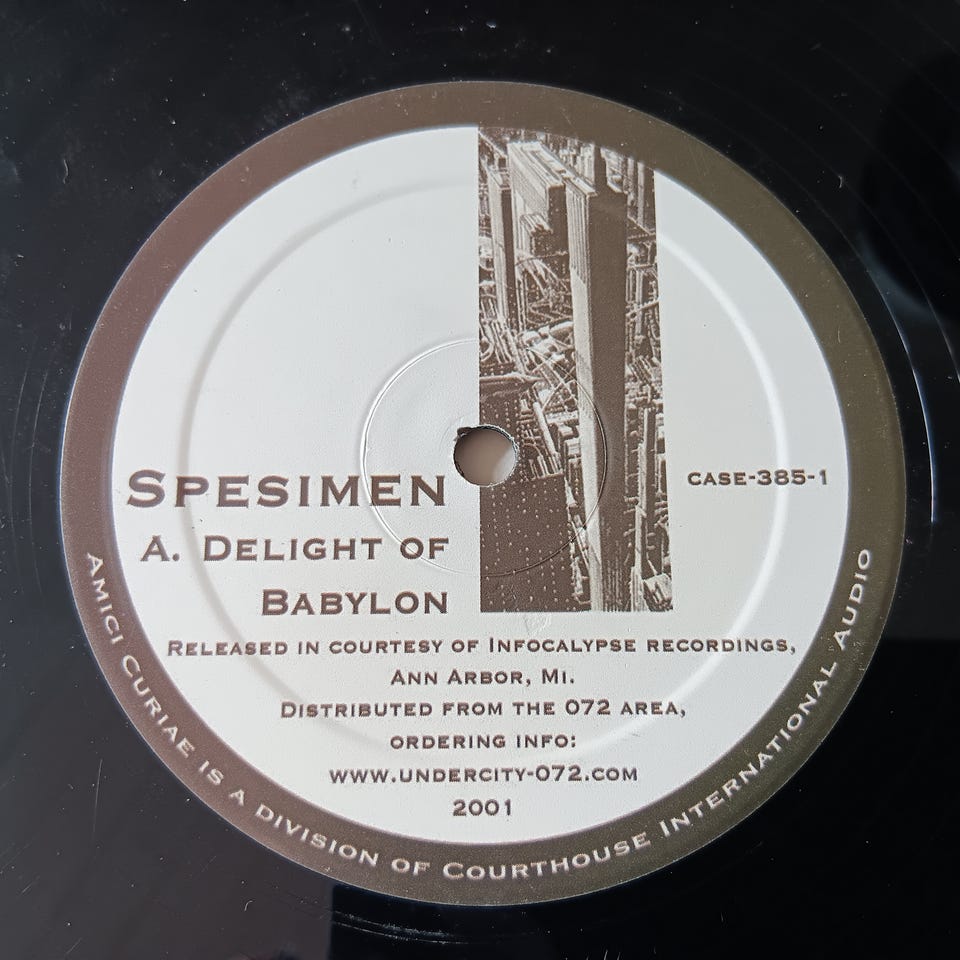 SPESIMEN
A. DELIGHT OF
BABYLON
CASE-385-1
RELEASED IN COURTESY OF INFOCALYPSE RECORDINGS,
ANN ARBOR, MI.
DISTRIBUTED FROM THE 072 AREA,
ORDERING INFO:
WWW.UNDERCITY-072.COM
2001
AMICI CURIAE IS A DIVISION OF COURTHOUSE INTERNATIONAL AUDIO